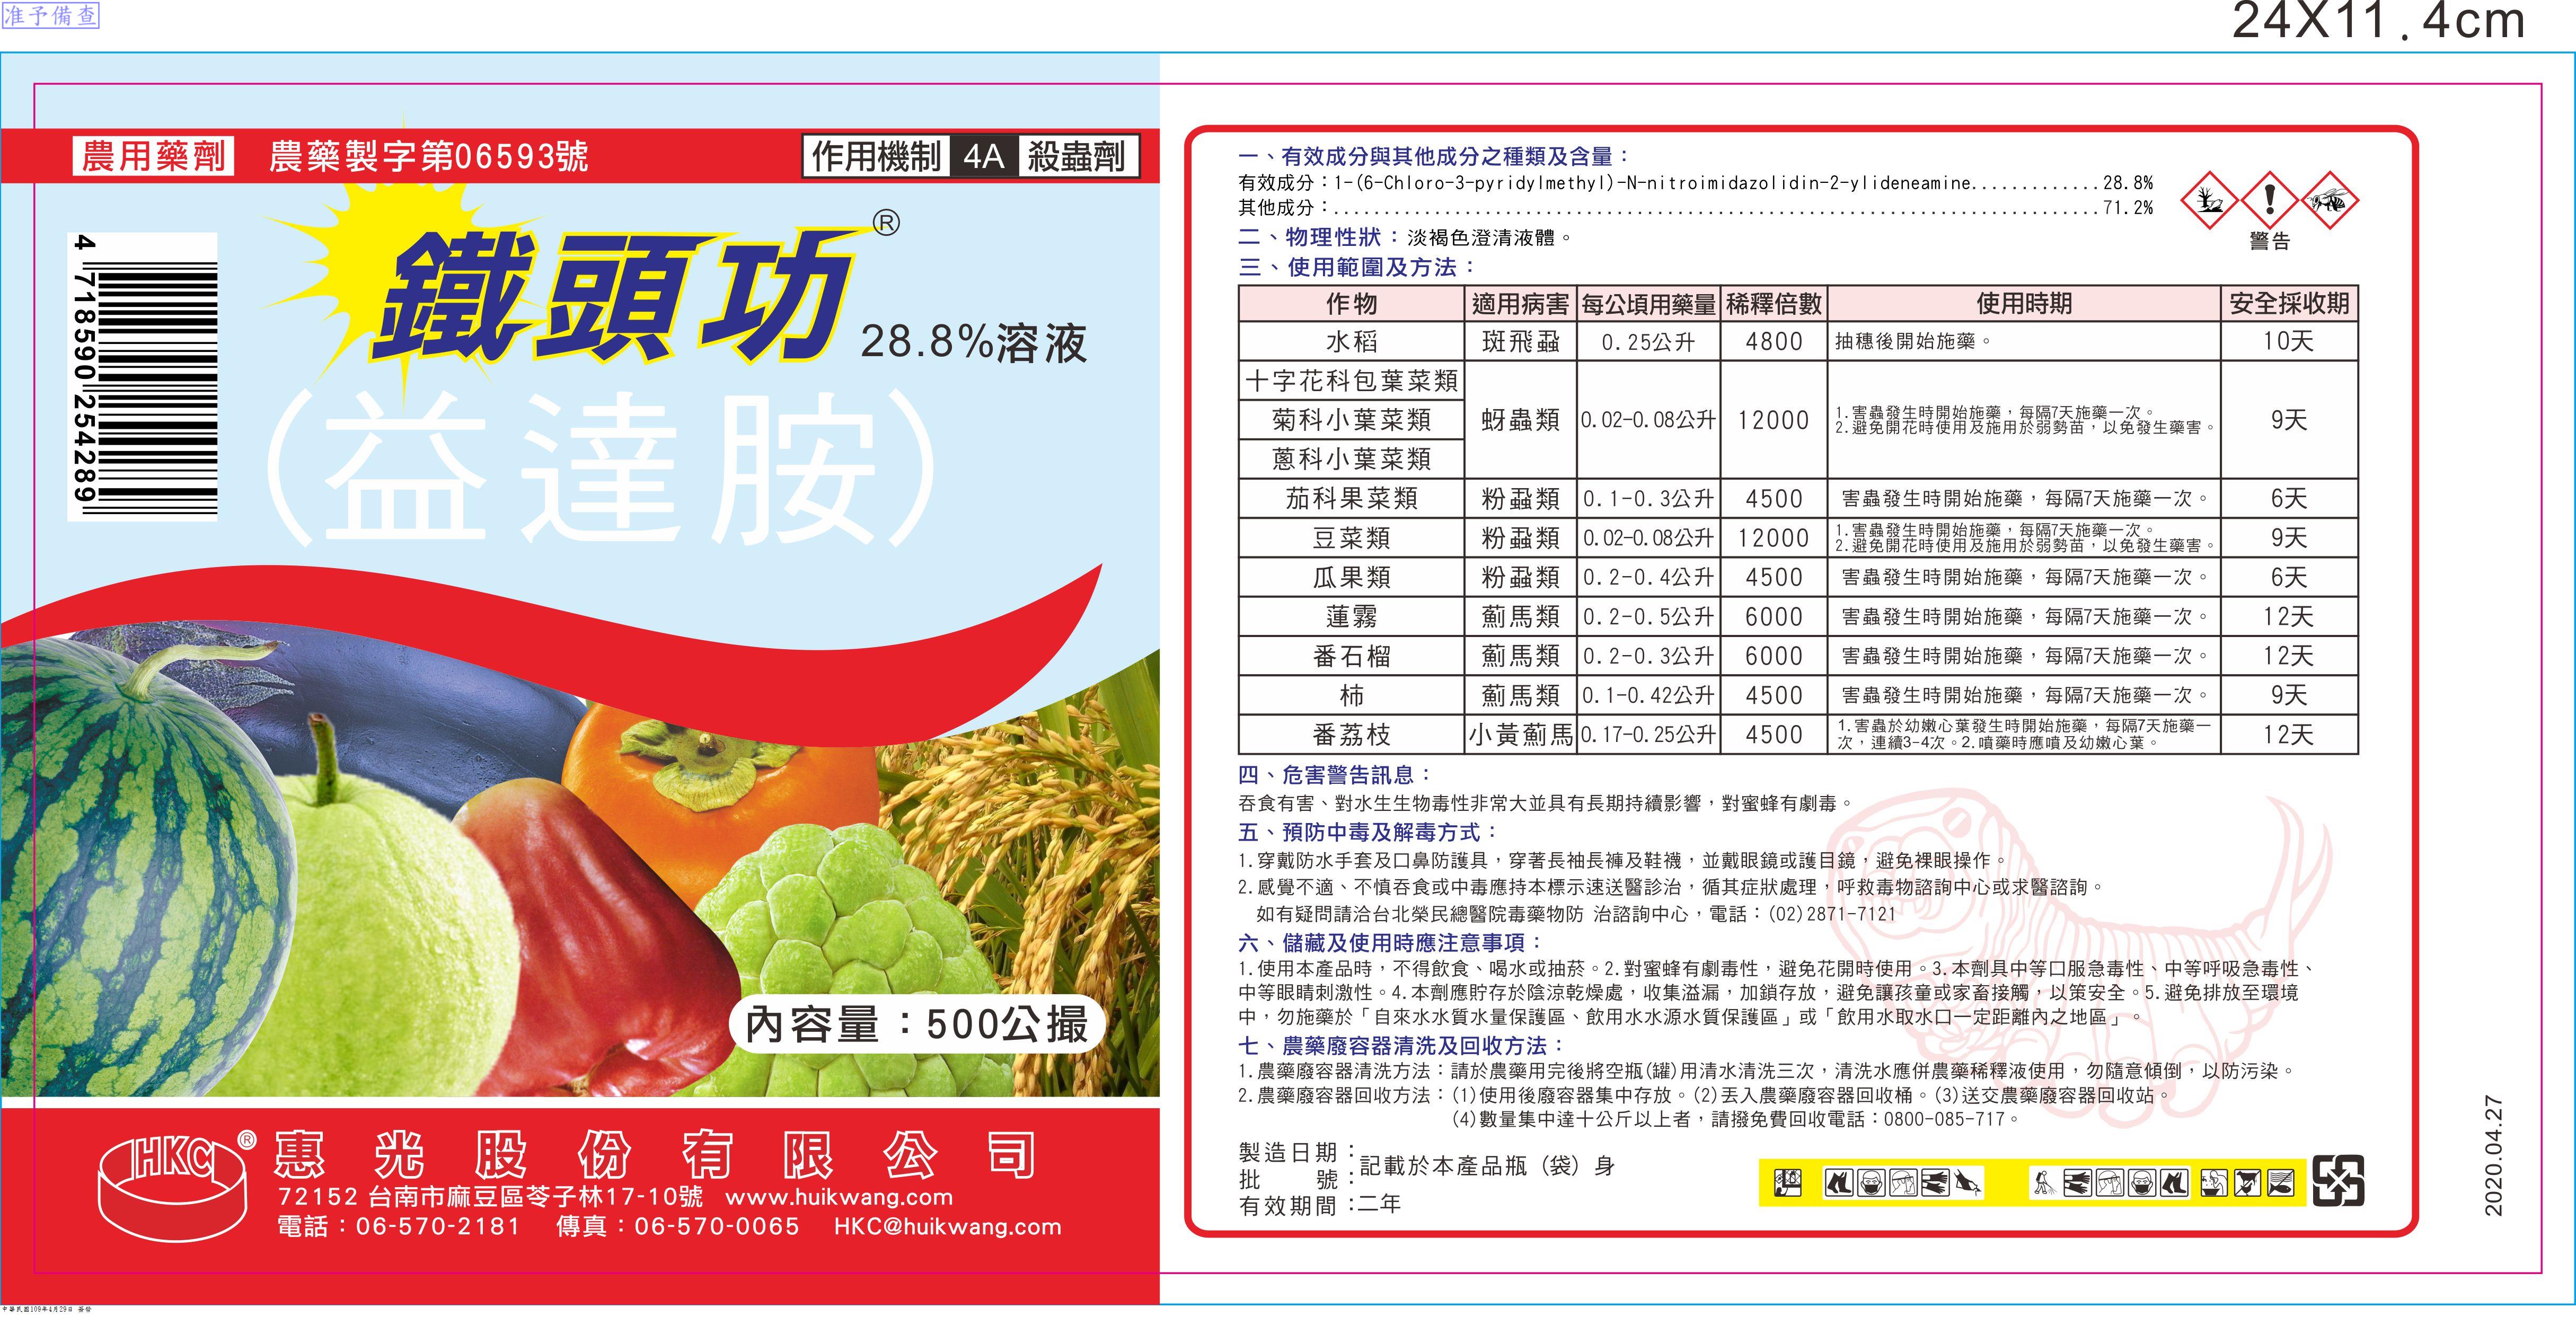 准予備查
24X11.4cm
農用藥劑 農藥製字第06593號 作用機制 4A 殺蟲劑
鐵頭功®
28.8%溶液
(益達胺)
4 718590 254289
內容量：500公撮
HKC® 惠光股份有限公司
72152 台南市麻豆區苓子林17-10號 www.huikwang.com
電話：06-570-2181 傳真：06-570-0065 HKC@huikwang.com
一、有效成分與其他成分之種類及含量：
有效成分：1-(6-Chloro-3-pyridylmethyl)-N-nitroimidazolidin-2-ylideneamine.............28.8%
其他成分：............................................................................71.2%
警告
二、物理性狀：淡褐色澄清液體。
三、使用範圍及方法：
作物 適用病害 每公頃用藥量 稀釋倍數 使用時期 安全採收期
水稻 斑飛蝨 0.25公升 4800 抽穗後開始施藥。 10天
十字花科包葉菜類
菊科小葉菜類 蚜蟲類 0.02-0.08公升 12000 1.害蟲發生時開始施藥，每隔7天施藥一次。 9天
2.避免開花時使用及施用於弱勢苗，以免發生藥害。
蔥科小葉菜類
茄科果菜類 粉蝨類 0.1-0.3公升 4500 害蟲發生時開始施藥，每隔7天施藥一次。 6天
豆菜類 粉蝨類 0.02-0.08公升 12000 1.害蟲發生時開始施藥，每隔7天施藥一次。 9天
2.避免開花時使用及施用於弱勢苗，以免發生藥害。
瓜果類 粉蝨類 0.2-0.4公升 4500 害蟲發生時開始施藥，每隔7天施藥一次。 6天
蓮霧 薊馬類 0.2-0.5公升 6000 害蟲發生時開始施藥，每隔7天施藥一次。 12天
番石榴 薊馬類 0.2-0.3公升 6000 害蟲發生時開始施藥，每隔7天施藥一次。 12天
柿 薊馬類 0.1-0.42公升 4500 害蟲發生時開始施藥，每隔7天施藥一次。 9天
番荔枝 小黃薊馬 0.17-0.25公升 4500 1.害蟲於幼嫩心葉發生時開始施藥，每隔7天施藥一 12天
次，連續3-4次。2.噴藥時應噴及幼嫩心葉。
四、危害警告訊息：
吞食有害、對水生生物毒性非常大並具有長期持續影響，對蜜蜂有劇毒。
五、預防中毒及解毒方式：
1.穿戴防水手套及口鼻防護具，穿著長袖長褲及鞋襪，並戴眼鏡或護目鏡，避免裸眼操作。
2.感覺不適、不慎吞食或中毒應持本標示速送醫診治，循其症狀處理，呼救毒物諮詢中心或求醫諮詢。
如有疑問請洽台北榮民總醫院毒藥物防 治諮詢中心，電話：(02)2871-7121
六、儲藏及使用時應注意事項：
1.使用本產品時，不得飲食、喝水或抽菸。2.對蜜蜂有劇毒性，避免花開時使用。3.本劑具中等口服急毒性、中等呼吸急毒性、
中等眼睛刺激性。4.本劑應貯存於陰涼乾燥處，收集溢漏，加鎖存放，避免讓孩童或家畜接觸，以策安全。5.避免排放至環境
中，勿施藥於「自來水水質水量保護區、飲用水水源水質保護區」或「飲用水取水口一定距離內之地區」。
七、農藥廢容器清洗及回收方法：
1.農藥廢容器清洗方法：請於農藥用完後將空瓶(罐)用清水清洗三次，清洗水應併農藥稀釋液使用，勿隨意傾倒，以防污染。
2.農藥廢容器回收方法：(1)使用後廢容器集中存放。(2)丟入農藥廢容器回收桶。(3)送交農藥廢容器回收站。
(4)數量集中達十公斤以上者，請撥免費回收電話：0800-085-717。
製造日期：
批號：記載於本產品瓶（袋）身
有效期間：二年
2020.04.27
中華民國109年4月29日 簽發